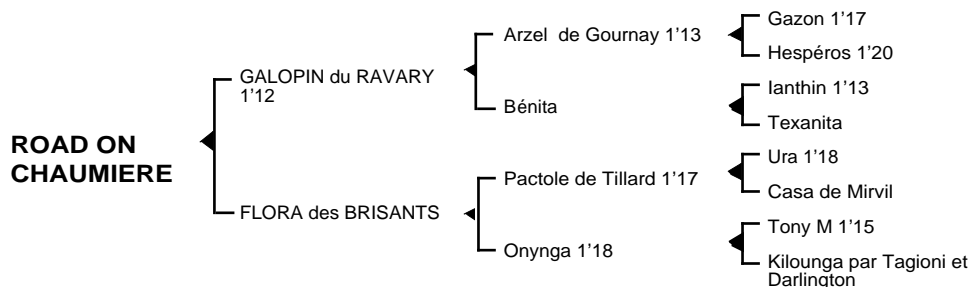 ROAD ON
CHAUMIERE
GALOPIN du RAVARY
1'12
FLORA des BRISANTS
Arzel de Gournay 1'13
Bénita
Pactole de Tillard 1'17
Onynga 1'18
Gazon 1'17
Hespéros 1'20
Ianthin 1'13
Texanita
Ura 1'18
Casa de Mirvil
Tony M 1'15
Kilounga par Tagioni et
Darlington